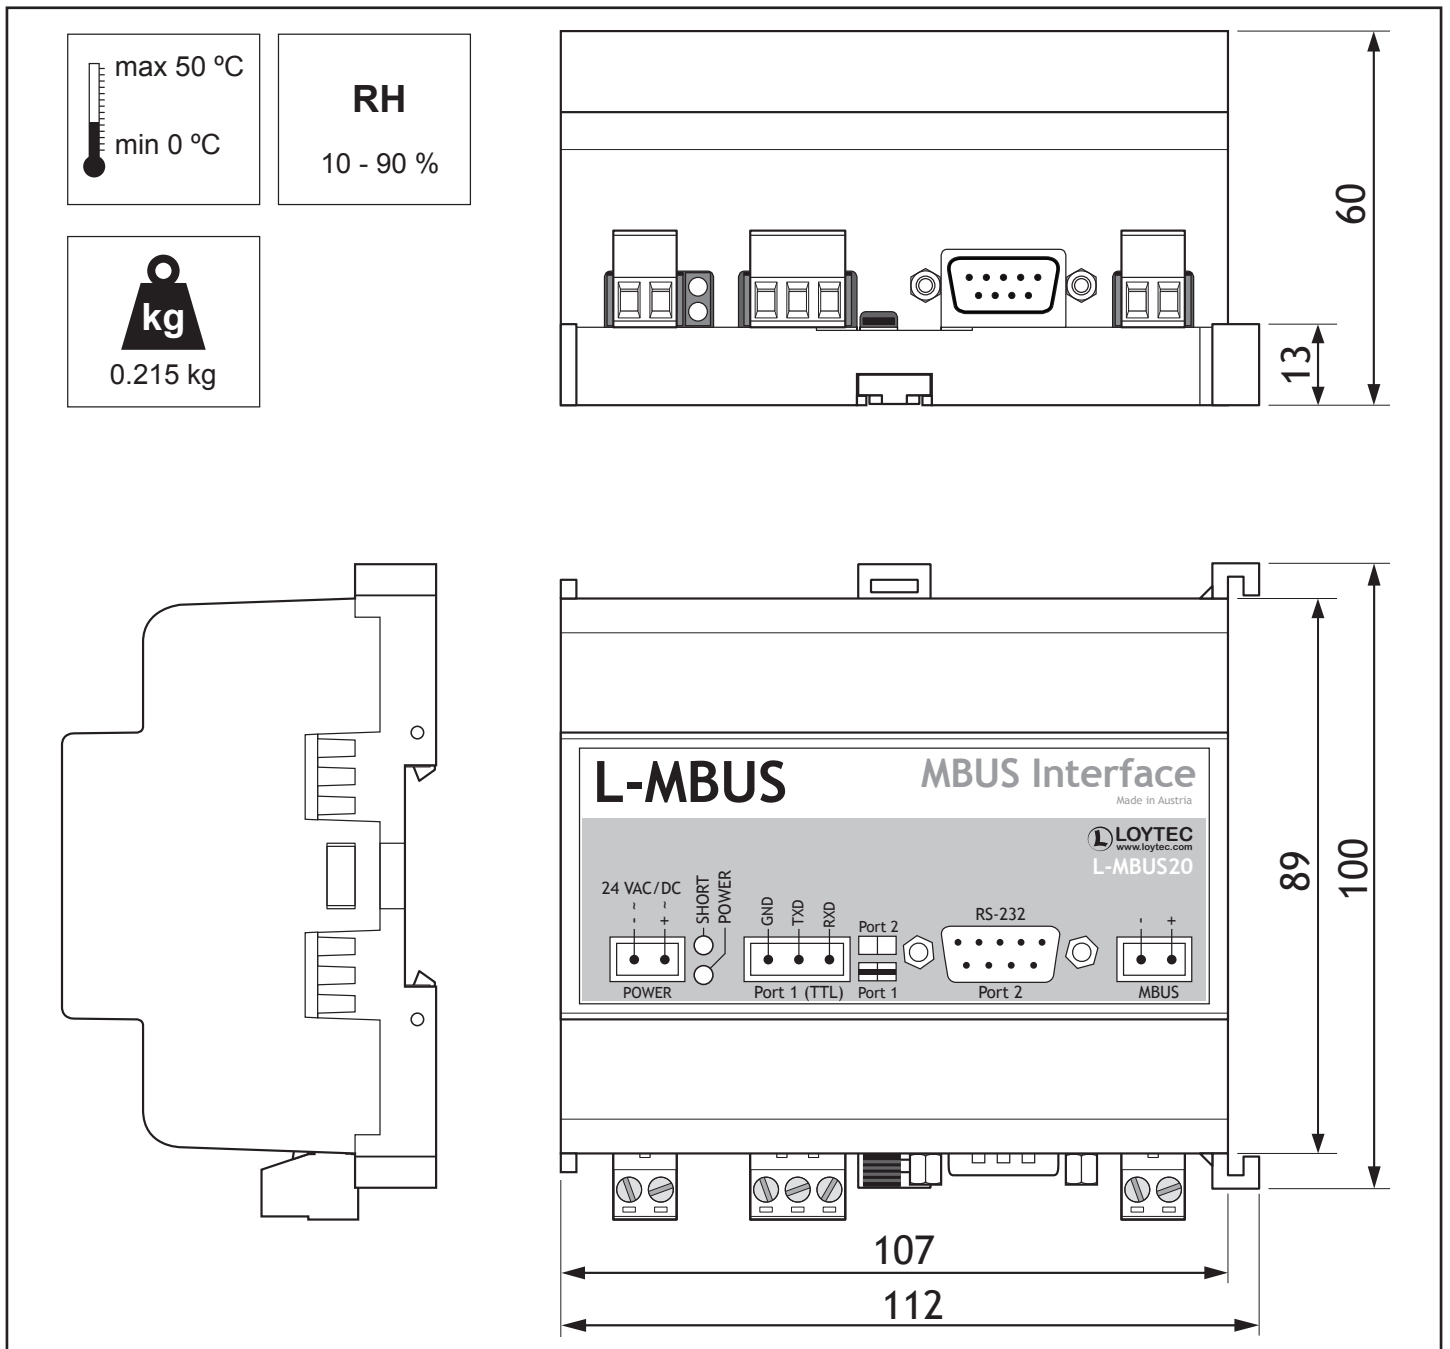 max 50 ºC
min 0 ºC
RH
10 - 90 %
kg
0.215 kg
60
13
L-MBUS
MBUS Interface
Made in Austria
LOYTEC
www.loytec.com
L-MBUS20
24 VAC/DC
- ~
+ ~
SHORT
POWER
GND
TXD
RXD
Port 2
RS-232
-
+
POWER
Port 1 (TTL)
Port 1
Port 2
MBUS
89
100
107
112